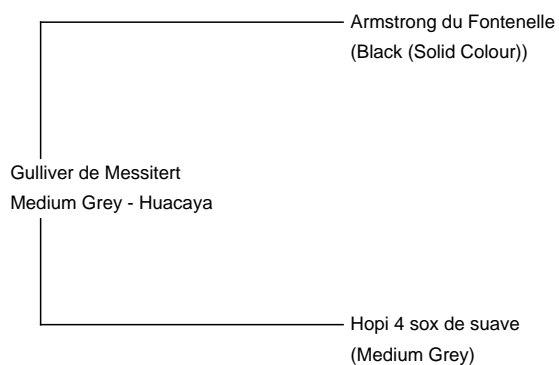 Armstrong du Fontenelle
(Black (Solid Colour))
Gulliver de Messitert
Medium Grey - Huacaya
Hopi 4 sox de suave
(Medium Grey)